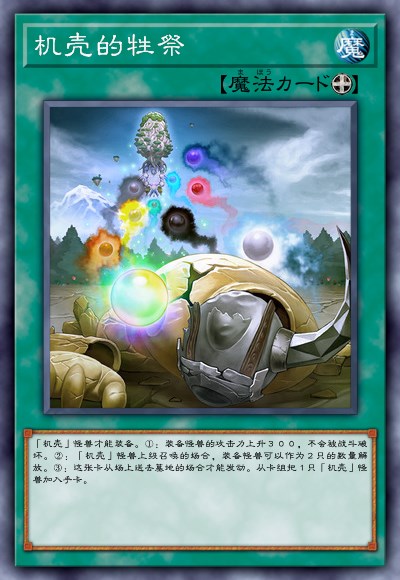 机壳的牲祭
魔
【魔法カード】
まほう
「机壳」怪兽才能装备。①：装备怪兽的攻击力上升３００，不会被战斗破
坏。②：「机壳」怪兽上级召唤的场合，装备怪兽可以作为２只的数量解
放。③：这张卡从场上送去墓地的场合才能发动。从卡组把１只「机壳」怪
兽加入手卡。